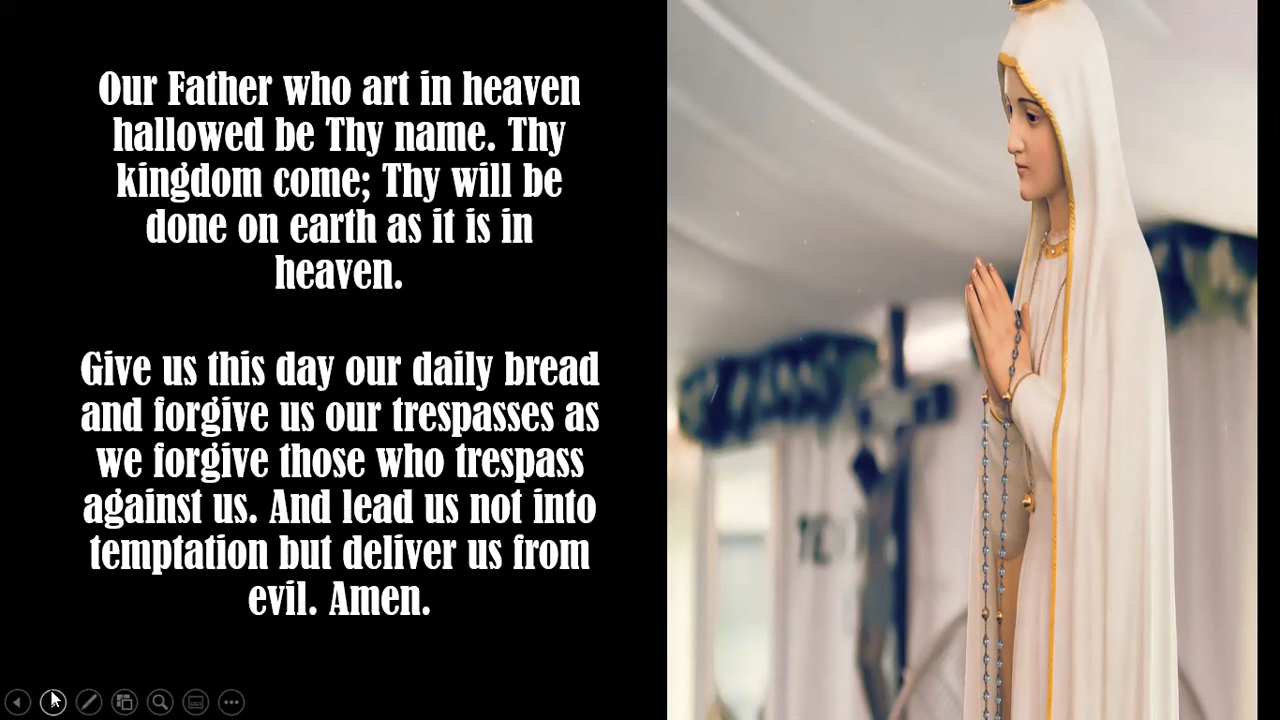 Our Father who art in heaven
hallowed be Thy name. Thy
kingdom come; Thy will be
done on earth as it is in
heaven.
Give us this day our daily bread
and forgive us our trespasses as
we forgive those who trespass
against us. And lead us not into
temptation but deliver us from
evil. Amen.